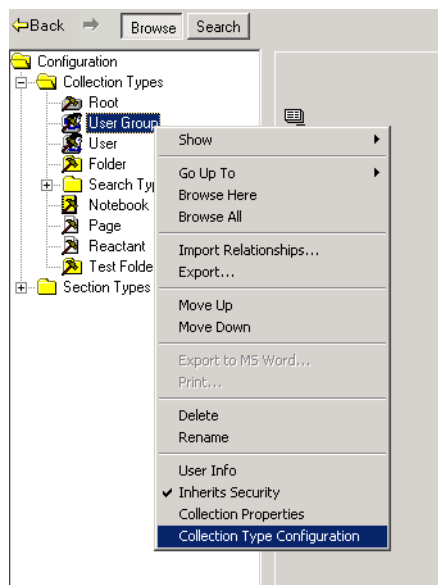 Back Browse Search
Configuration
Collection Types
Root
User Group
User
Folder
Search Ty
Notebook
Page
Reactant
Test Folde
Section Types
Show
Go Up To
Browse Here
Browse All
Import Relationships...
Export...
Move Up
Move Down
Export to MS Word...
Print...
Delete
Rename
User Info
Inherits Security
Collection Properties
Collection Type Configuration